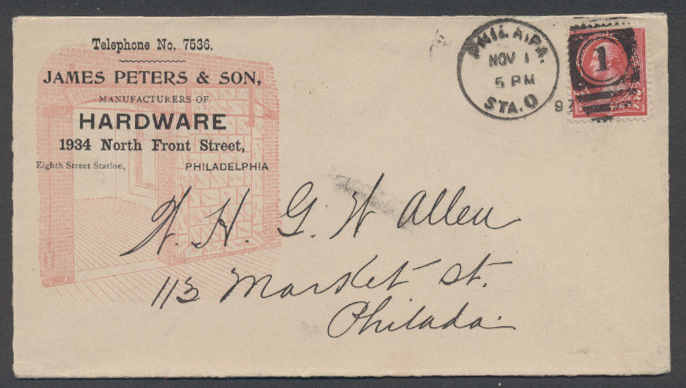 Telephone No. 7536.
JAMES PETERS & SON,
MANUFACTURERS OF
HARDWARE
1934 North Front Street,
Eighth Street Station, PHILADELPHIA
PHILA. PA.
NOV 1
5 PM
STA. O
97
1
W. H. G. W Allen
113 Market St.
Philada.